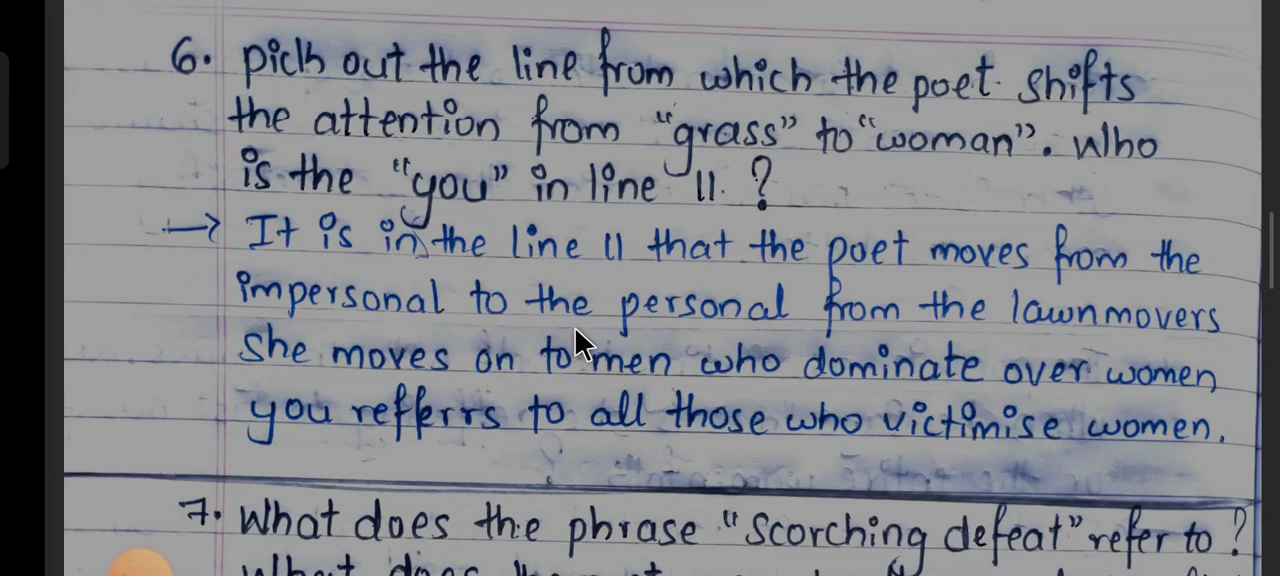 6. pick out the line from which the poet shifts
the attention from "grass" to "woman". Who
is the "you" in line 11. ?
→ It is in the line 11 that the poet moves from the
impersonal to the personal from the lawnmovers
she moves on to men who dominate over women
you refferrs to all those who victimise women.
7. What does the phrase "scorching defeat" refer to?
What does